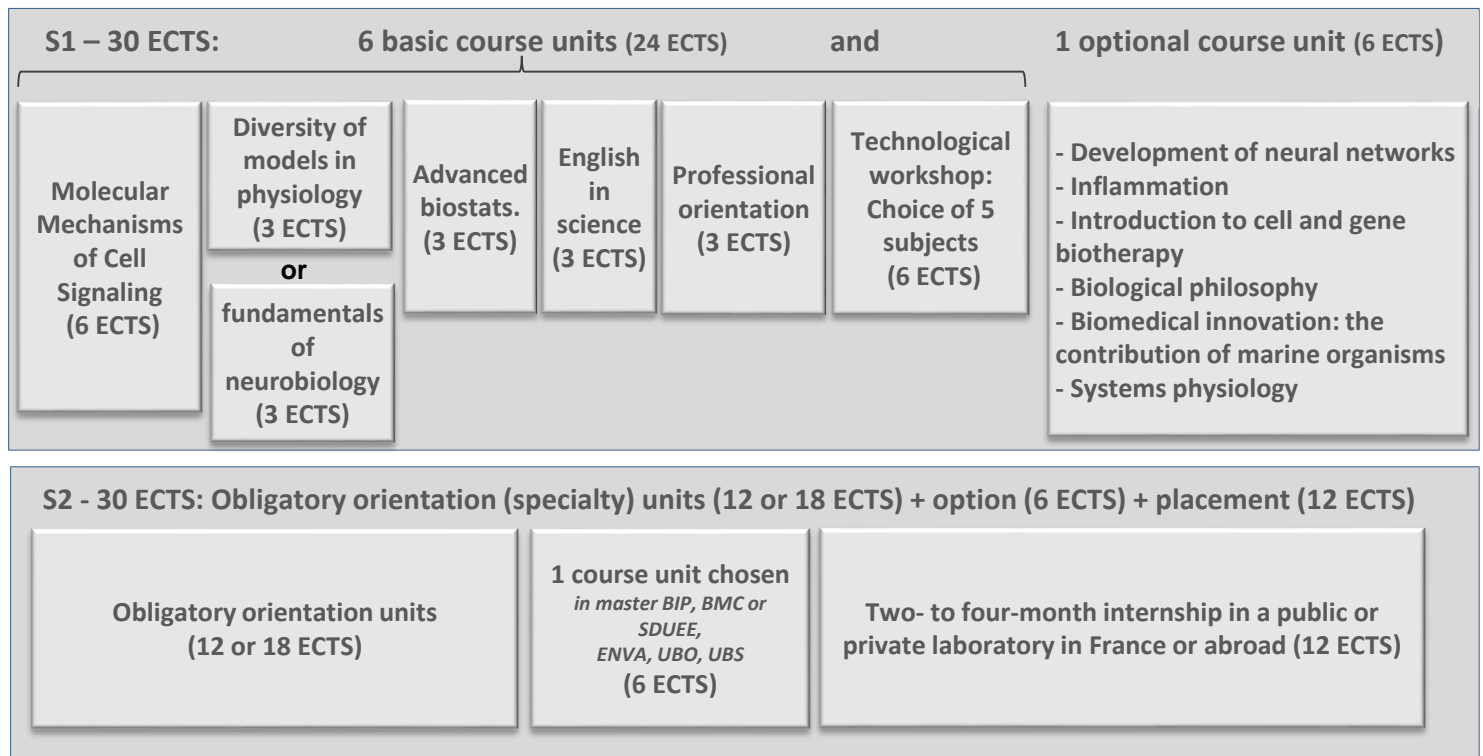 S1 – 30 ECTS: 6 basic course units (24 ECTS) and 1 optional course unit (6 ECTS)
Molecular
Mechanisms
of Cell
Signaling
(6 ECTS)
Diversity of
models in
physiology
(3 ECTS)
or
fundamentals
of
neurobiology
(3 ECTS)
Advanced
biostats.
(3 ECTS)
English
in
science
(3 ECTS)
Professional
orientation
(3 ECTS)
Technological
workshop:
Choice of 5
subjects
(6 ECTS)
- Development of neural networks
- Inflammation
- Introduction to cell and gene
biotherapy
- Biological philosophy
- Biomedical innovation: the
contribution of marine organisms
- Systems physiology
S2 - 30 ECTS: Obligatory orientation (specialty) units (12 or 18 ECTS) + option (6 ECTS) + placement (12 ECTS)
Obligatory orientation units
(12 or 18 ECTS)
1 course unit chosen
in master BIP, BMC or
SDUEE,
ENVA, UBO, UBS
(6 ECTS)
Two- to four-month internship in a public or
private laboratory in France or abroad (12 ECTS)